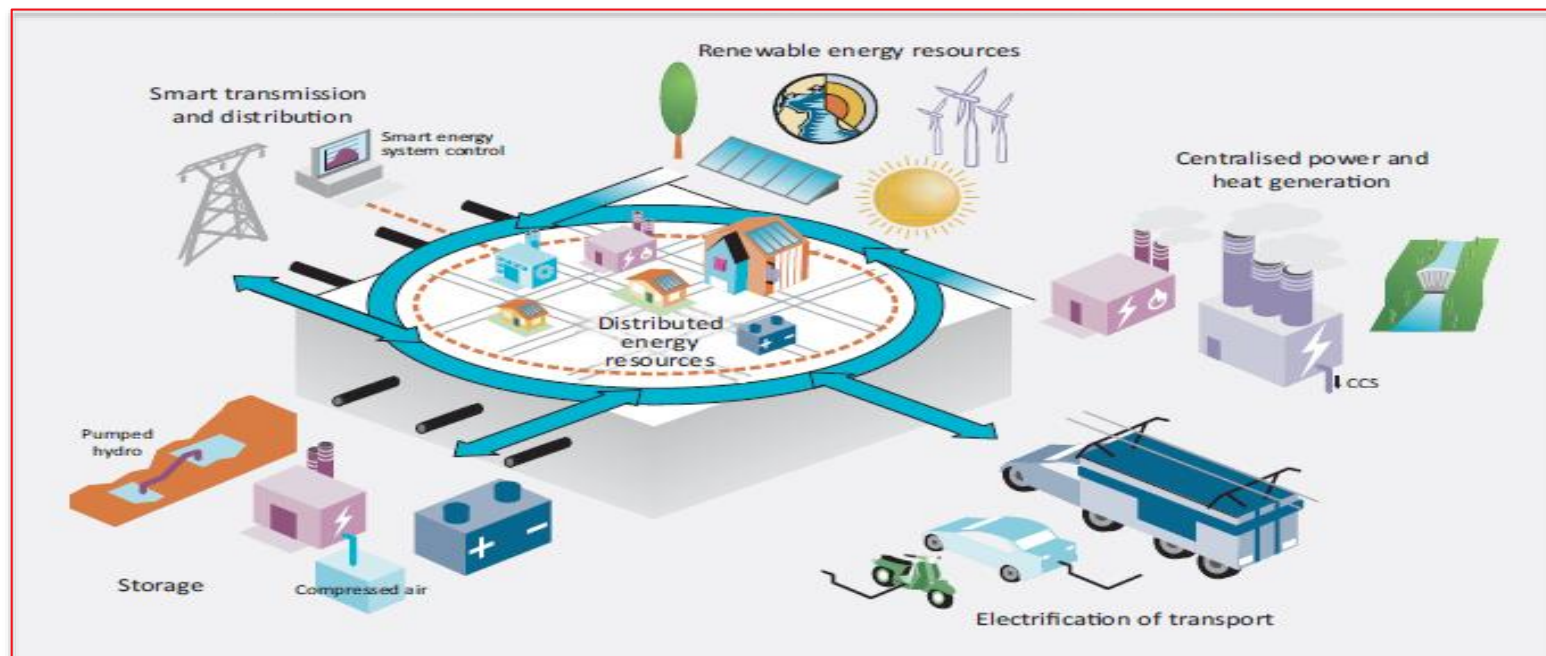 Renewable energy resources
Smart transmission
and distribution
Smart energy
system control
Centralised power and
heat generation
Distributed
energy
resources
CCS
Pumped
hydro
Storage
Compressed air
Electrification of transport